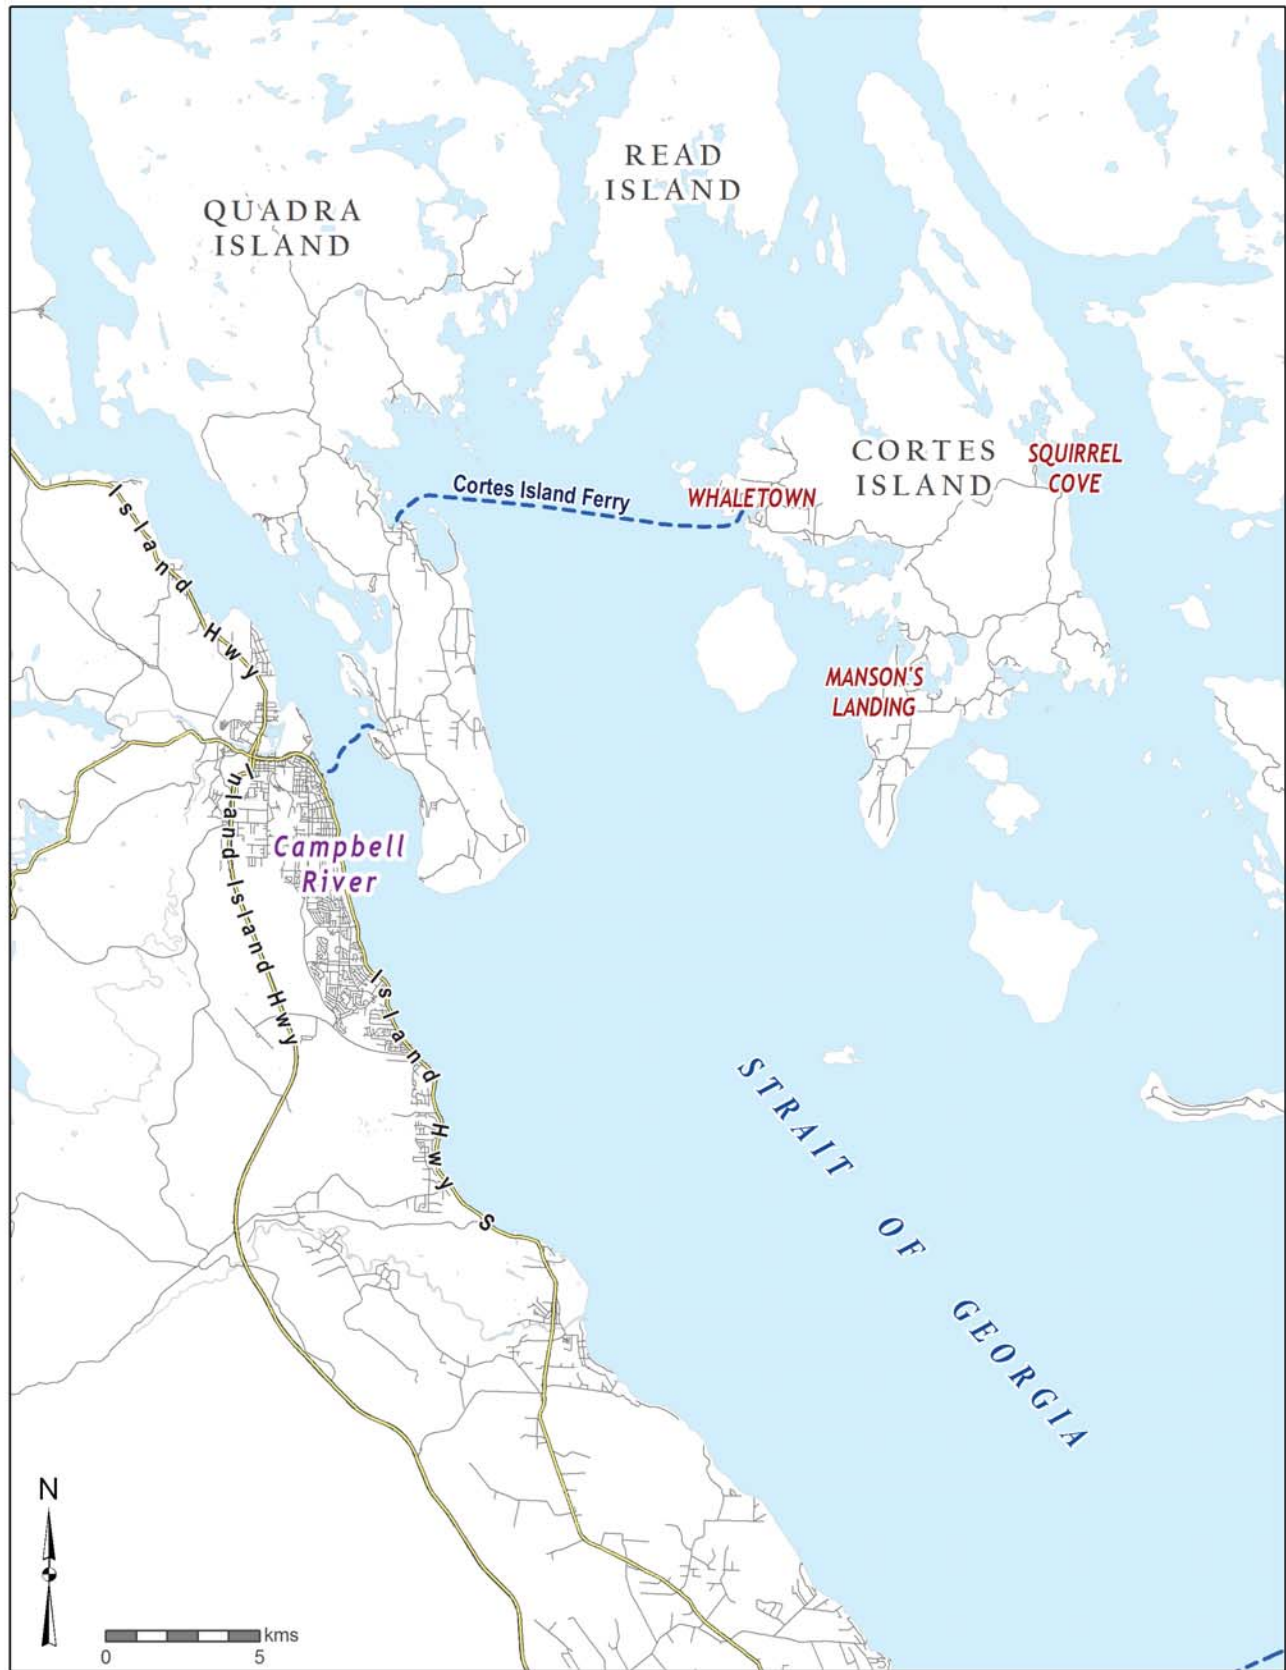 READ
ISLAND
QUADRA
ISLAND
CORTES
ISLAND
SQUIRREL
COVE
Cortes Island Ferry
WHALETOWN
Island Hwy
MANSON'S
LANDING
Inland Island Hwy
Campbell
River
Island Hwy S
STRAIT OF GEORGIA
N
kms
0 5